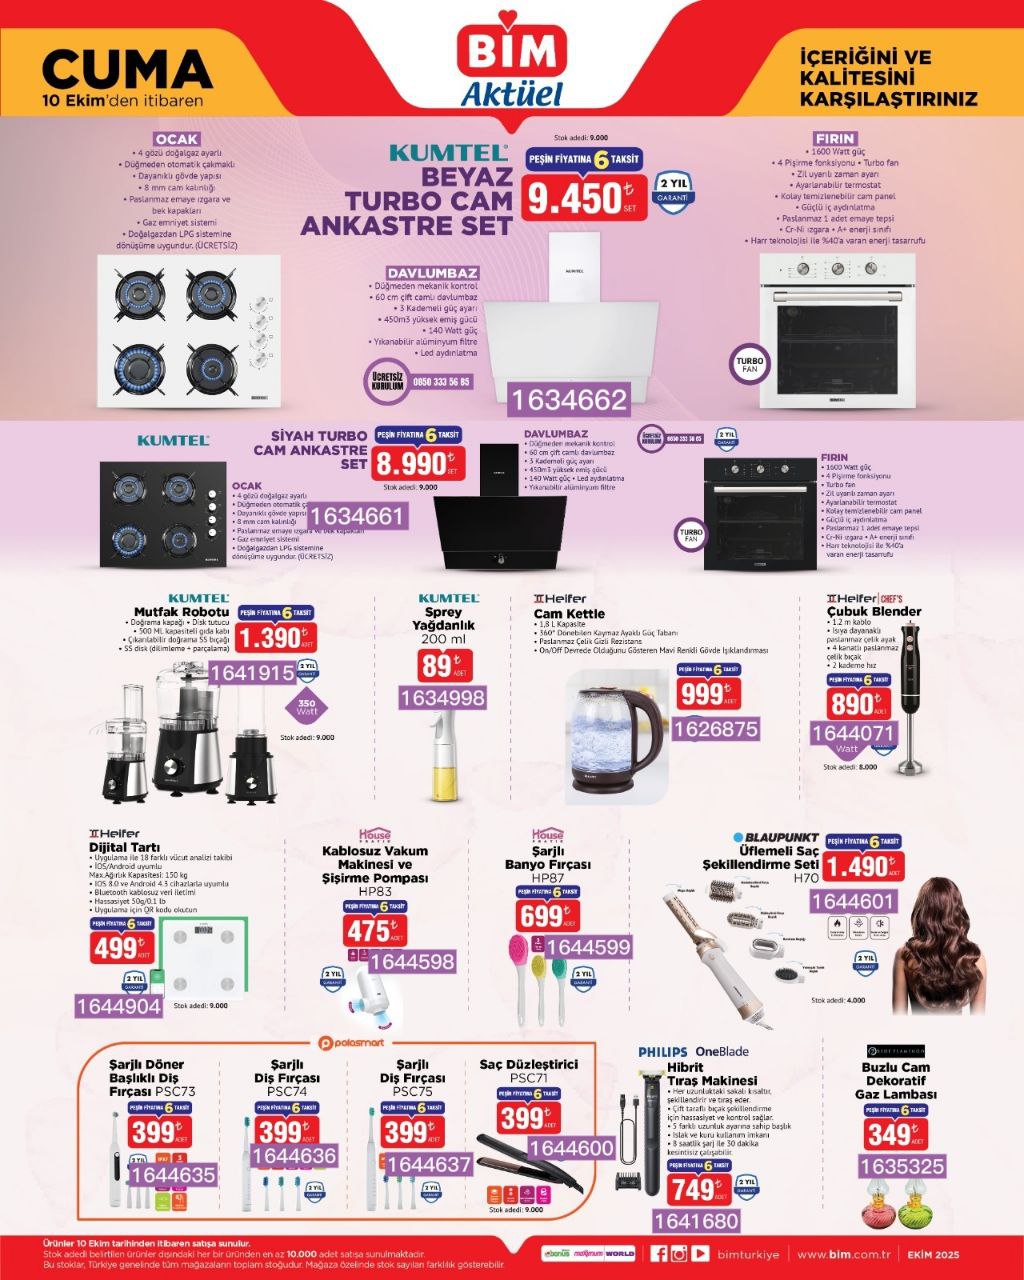 CUMA
10 Ekim'den itibaren
BİM
Aktüel
İÇERİĞİNİ VE
KALİTESİNİ
KARŞILAŞTIRINIZ
OCAK
• 4 gözü doğalgaz ayarlı
• Düğmeden otomatik çakmaklı
• Dayanıklı gövde yapısı
• 8 mm cam kalınlığı
• Paslanmaz emaye ızgara ve
bek kapakları
• Gaz emniyet sistemi
• Doğalgazdan LPG sistemine
dönüşüme uygundur. (ÜCRETSİZ)
Stok adedi: 9.000
KUMTEL
BEYAZ
TURBO CAM
ANKASTRE SET
PEŞİN FİYATINA 6 TAKSİT
9.450₺
SET
2 YIL
GARANTİ
DAVLUMBAZ
• Düğmeden mekanik kontrol
• 60 cm çift camlı davlumbaz
• 3 Kademeli güç ayarı
• 450m3 yüksek emiş gücü
• 140 Watt güç
• Yıkanabilir alüminyum filtre
• Led aydınlatma
ÜCRETSİZ
KURULUM
0850 333 56 65
KUMTEL
1634662
FIRIN
• 1600 Watt güç
• 4 Pişirme fonksiyonu • Turbo fan
• Zil uyarılı zaman ayarı
• Ayarlanabilir termostat
• Kolay temizlenebilir cam panel
• Güçlü iç aydınlatma
• Paslanmaz 1 adet emaye tepsi
• Cr-Ni ızgara • A+ enerji sınıfı
• Harr teknolojisi ile %40'a varan enerji tasarrufu
TURBO
FAN
KUMTEL
SİYAH TURBO
CAM ANKASTRE
SET
PEŞİN FİYATINA 6 TAKSİT
8.990₺
SET
Stok adedi: 9.000
OCAK
• 4 gözü doğalgaz ayarlı
• Düğmeden otomatik ça
• Dayanıklı gövde yapısı
• 8 mm cam kalınlığı
• Paslanmaz emaye ızgara ve bek kapakları
• Gaz emniyet sistemi
• Doğalgazdan LPG sistemine
dönüşüme uygundur. (ÜCRETSİZ)
1634661
DAVLUMBAZ
• Düğmeden mekanik kontrol
• 60 cm çift camlı davlumbaz
• 3 Kademeli güç ayarı
• 450m3 yüksek emiş gücü
• 140 Watt güç • Led aydınlatma
• Yıkanabilir alüminyum filtre
ÜCRETSİZ
KURULUM
0850 333 56 65
2 YIL
GARANTİ
TURBO
FAN
FIRIN
• 1600 Watt güç
• 4 Pişirme fonksiyonu
• Turbo fan
• Zil uyarılı zaman ayarı
• Ayarlanabilir termostat
• Kolay temizlenebilir cam panel
• Güçlü iç aydınlatma
• Paslanmaz 1 adet emaye tepsi
• Cr-Ni ızgara • A+ enerji sınıfı
• Harr teknolojisi ile %40'a
varan enerji tasarrufu
KUMTEL
Mutfak Robotu
• Doğrama kapağı • Disk tutucu
• 500 ML kapasiteli gıda kabı
• Çıkarılabilir doğrama SS bıçağı
• SS disk (dilimleme + parçalama)
PEŞİN FİYATINA 6 TAKSİT
1.390₺
ADET
1641915
2 YIL
GARANTİ
350
Watt
Stok adedi: 9.000
KUMTEL
Sprey
Yağdanlık
200 ml
89₺
ADET
1634998
Heifer
Cam Kettle
• 1,8 L Kapasite
• 360° Dönebilen Kaymaz Ayaklı Güç Tabanı
• Paslanmaz Çelik Gizli Rezistans
• On/Off Devrede Olduğunu Gösteren Mavi Renkli Gövde Işıklandırması
PEŞİN FİYATINA 6 TAKSİT
999₺
ADET
1626875
Heifer CHEF'S
Çubuk Blender
• 1.2 m kablo
• Isıya dayanaklı
paslanmaz çelik ayak
• 4 kanatlı paslanmaz
çelik bıçak
• 2 kademe hız
PEŞİN FİYATINA 6 TAKSİT
890₺
ADET
1644071
Watt
GARANTİ
Stok adedi: 8.000
Heifer
Dijital Tartı
• Uygulama ile 18 farklı vücut analizi takibi
• IOS/Android uyumlu
Max.Ağırlık Kapasitesi: 150 kg
• IOS 8.0 ve Android 4.3 cihazlarla uyumlu
• Bluetooth kablosuz veri iletimi
• Hassasiyet 50g/0.1 lb
• Uygulama için QR kodu okutun
PEŞİN FİYATINA 6 TAKSİT
499₺
ADET
2 YIL
GARANTİ
1644904
Stok adedi: 9.000
House
PRATIK
Kablosuz Vakum
Makinesi ve
Şişirme Pompası
HP83
PEŞİN FİYATINA 6 TAKSİT
475₺
ADET
1644598
2 YIL
GARANTİ
House
PRATIK
Şarjlı
Banyo Fırçası
HP87
PEŞİN FİYATINA 6 TAKSİT
699₺
ADET
1644599
2 YIL
GARANTİ
BLAUPUNKT
Üflemeli Saç
Şekillendirme Seti
H70
PEŞİN FİYATINA 6 TAKSİT
1.490₺
ADET
1644601
2 YIL
GARANTİ
Stok adedi: 4.000
polosmart
Şarjlı Döner
Başlıklı Diş
Fırçası PSC73
PEŞİN FİYATINA 6 TAKSİT
399₺
ADET
1644635
2 YIL
GARANTİ
Şarjlı
Diş Fırçası
PSC74
PEŞİN FİYATINA 6 TAKSİT
399₺
ADET
1644636
2 YIL
GARANTİ
Şarjlı
Diş Fırçası
PSC75
PEŞİN FİYATINA 6 TAKSİT
399₺
ADET
1644637
2 YIL
GARANTİ
Saç Düzleştirici
PSC71
PEŞİN FİYATINA 6 TAKSİT
399₺
ADET
1644600
2 YIL
GARANTİ
Stok adedi: 9.000
PHILIPS OneBlade
Hibrit
Tıraş Makinesi
• Her uzunluktaki sakalı kısaltır,
şekillendirir ve tıraş eder.
• Çift taraflı bıçak şekillendirme
için hassasiyet ve kontrol sağlar.
• 5 farklı uzunluk ayarına sahip başlık
• Islak ve kuru kullanım imkanı
• 8 saatlik şarj ile 30 dakika
kesintisiz çalışabilir.
PEŞİN FİYATINA 6 TAKSİT
749₺
ADET
2 YIL
GARANTİ
1641680
Buzlu Cam
Dekoratif
Gaz Lambası
PEŞİN FİYATINA 6 TAKSİT
349₺
ADET
1635325
Ürünler 10 Ekim tarihinden itibaren satışa sunulur.
Stok adedi belirtilen ürünler dışındaki her bir üründen en az 10.000 adet satışa sunulmaktadır.
Bu stoklar, Türkiye genelinde tüm mağazaların toplam stoğudur. Mağaza özelinde stok sayıları farklılık gösterebilir.
bonus maximum WORLD
bimturkiye
www.bim.com.tr
EKİM 2025